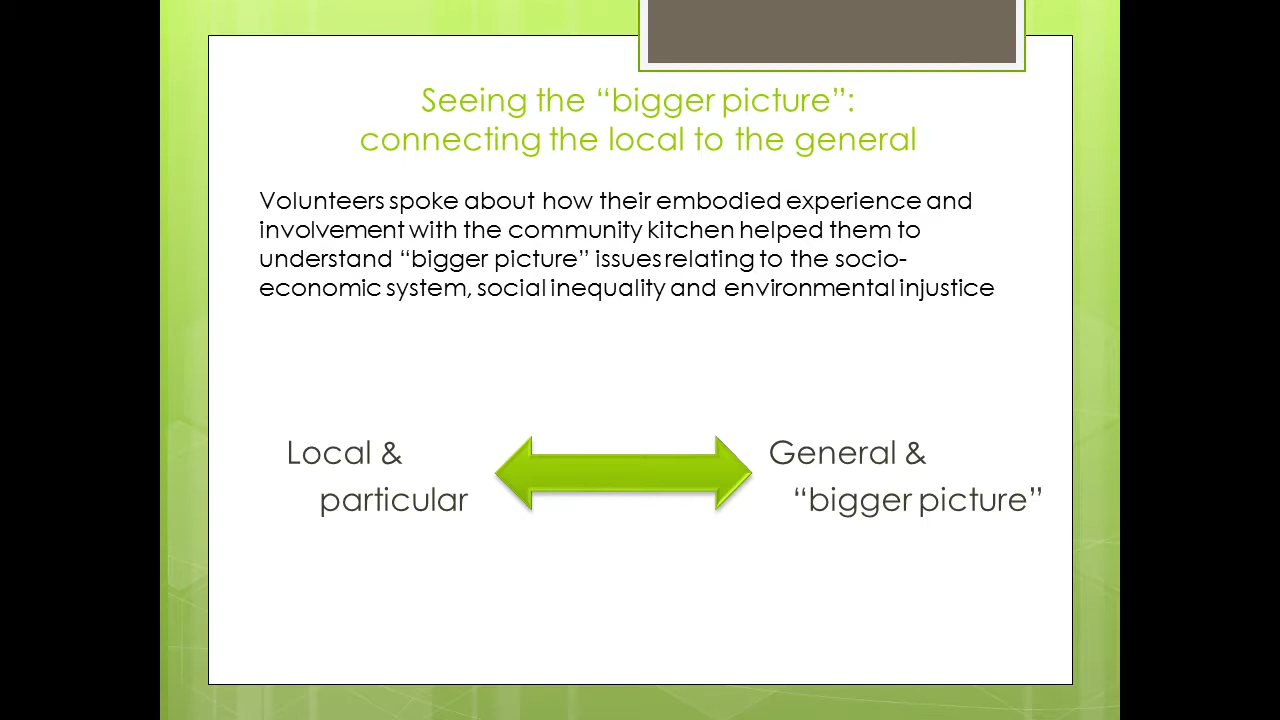 Seeing the “bigger picture”:
connecting the local to the general
Volunteers spoke about how their embodied experience and
involvement with the community kitchen helped them to
understand “bigger picture” issues relating to the socio-
economic system, social inequality and environmental injustice
Local &
particular
General &
“bigger picture”